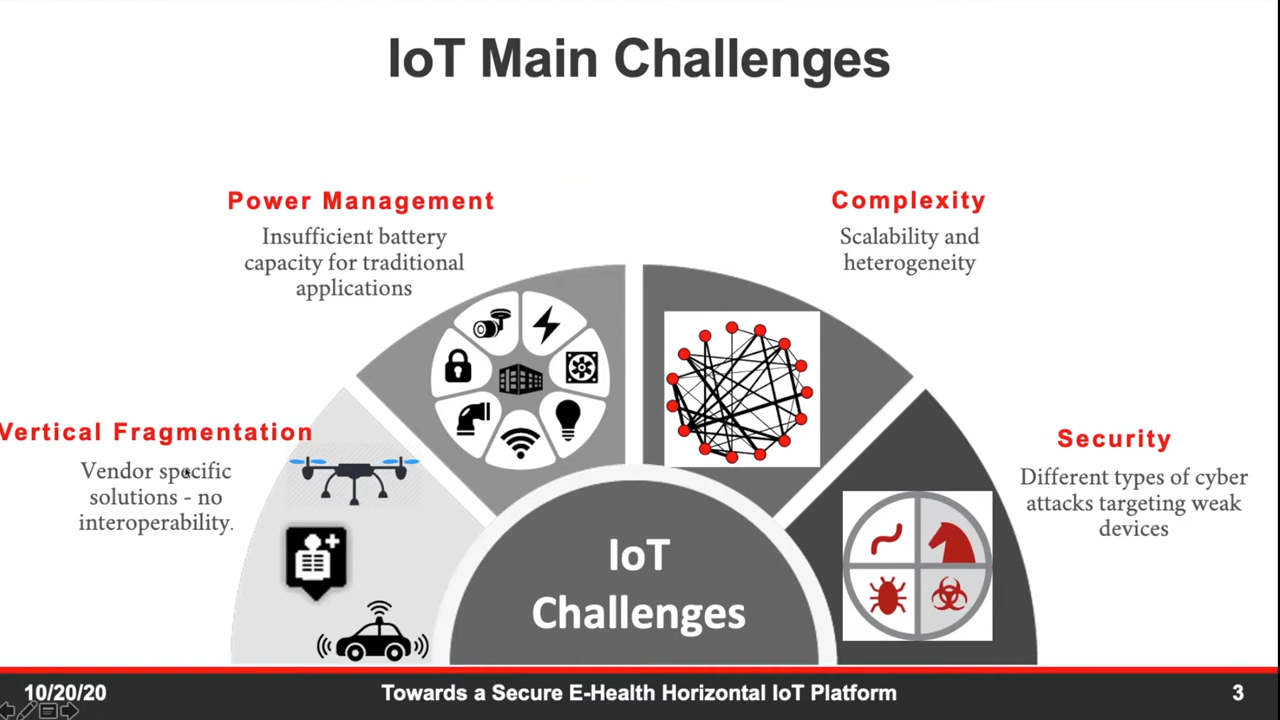 IoT Main Challenges
Power Management
Insufficient battery
capacity for traditional
applications
Complexity
Scalability and
heterogeneity
Vertical Fragmentation
Vendor specific
solutions - no
interoperability.
Security
Different types of cyber
attacks targeting weak
devices
IoT
Challenges
10/20/20
Towards a Secure E-Health Horizontal IoT Platform
3